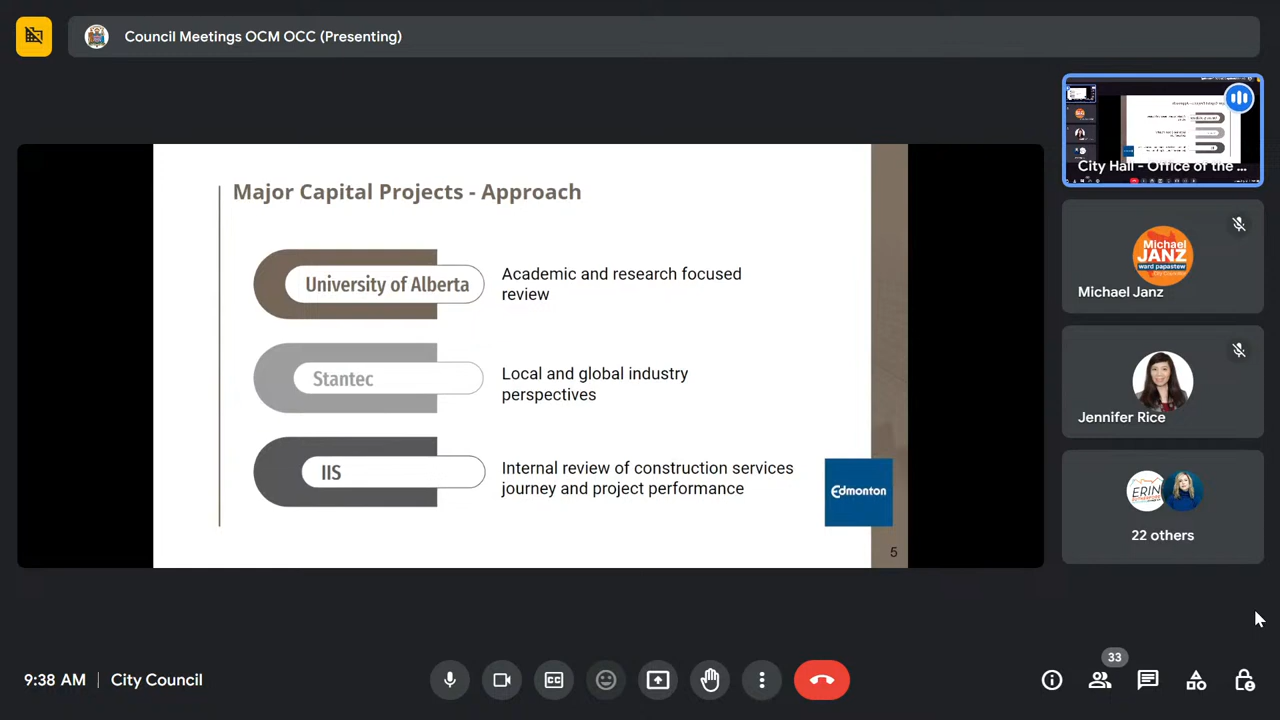 Council Meetings OCM OCC (Presenting)
Major Capital Projects - Approach
University of Alberta
Academic and research focused
review
Stantec
Local and global industry
perspectives
IIS
Internal review of construction services
journey and project performance
Edmonton
5
City Hall - Office of the ...
Michael
JANZ
ward papastew
Michael Janz
Jennifer Rice
ERIN
22 others
9:38 AM | City Council
33